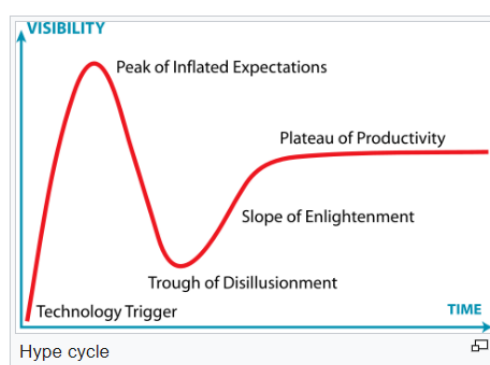 VISIBILITY
Peak of Inflated Expectations
Plateau of Productivity
Slope of Enlightenment
Trough of Disillusionment
Technology Trigger
TIME
Hype cycle